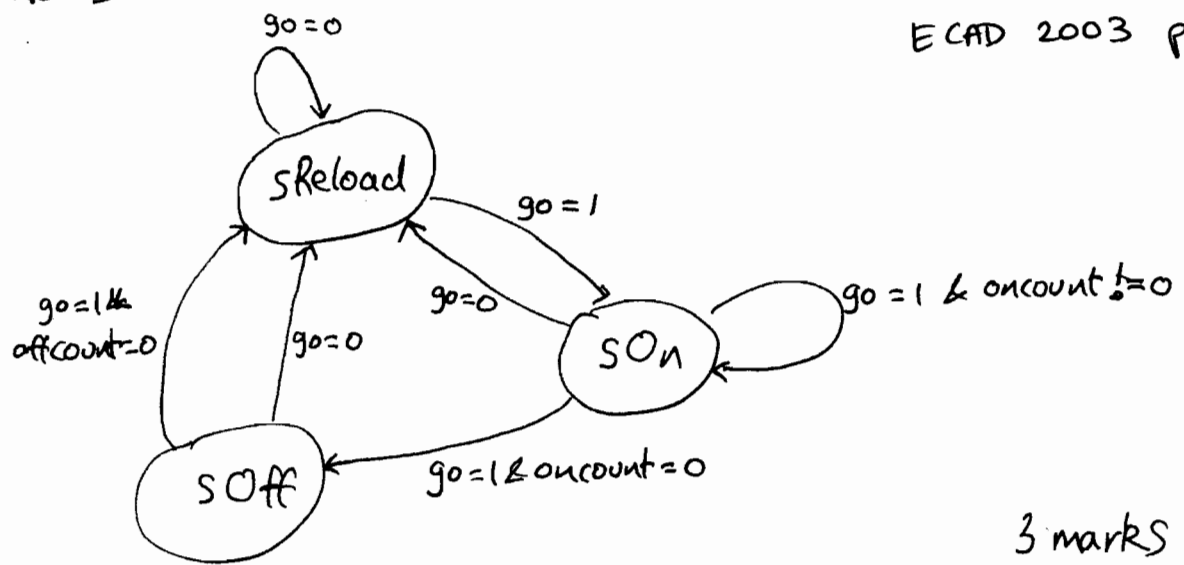 ECAD 2003 P
go=0
sReload
go=1
go=0
go=1 & oncount != 0
go=1 &
offcount=0
go=0
sOn
sOff
go=1 & oncount = 0
3 marks